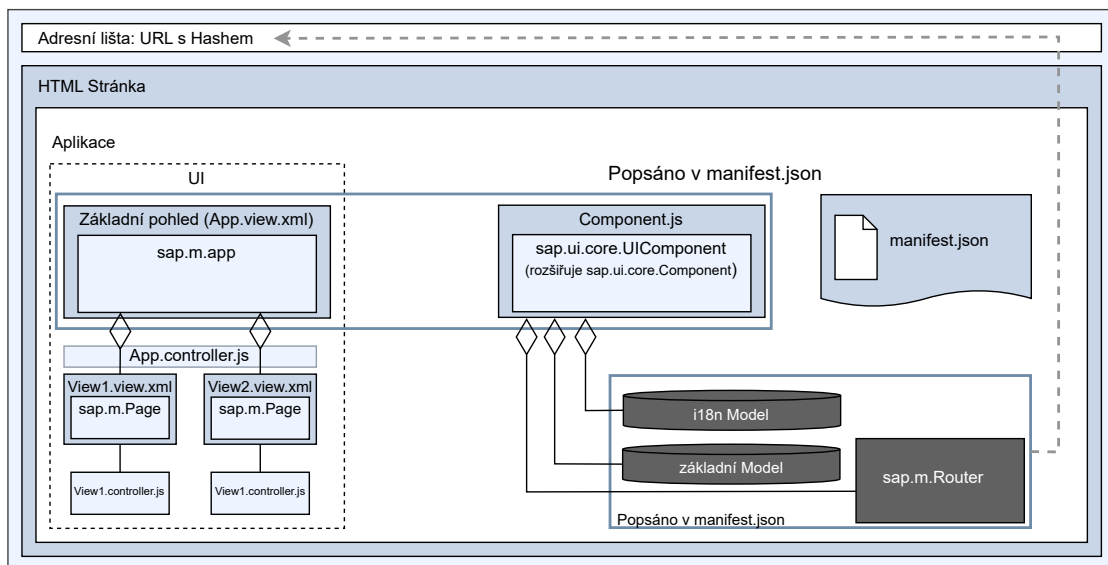 Adresní lišta: URL s Hashem
HTML Stránka
Aplikace
UI
Popsáno v manifest.json
Základní pohled (App.view.xml)
sap.m.app
Component.js
sap.ui.core.UIComponent
(rozšiřuje sap.ui.core.Component)
manifest.json
App.controller.js
View1.view.xml
sap.m.Page
View2.view.xml
sap.m.Page
View1.controller.js
View1.controller.js
i18n Model
základní Model
sap.m.Router
Popsáno v manifest.json